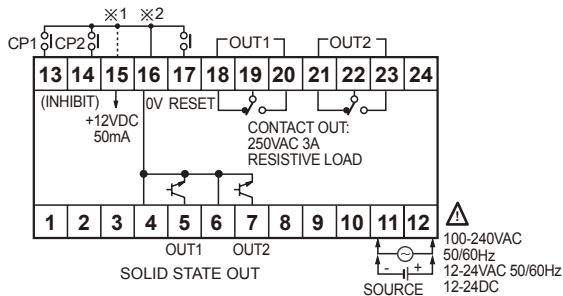 ※1 ※2
CP1 CP2 OUT1 OUT2
13 14 15 16 17 18 19 20 21 22 23 24
(INHIBIT) 0V RESET
+12VDC
50mA
CONTACT OUT:
250VAC 3A
RESISTIVE LOAD
1 2 3 4 5 6 7 8 9 10 11 12
OUT1 OUT2
SOLID STATE OUT
- +
SOURCE
100-240VAC
50/60Hz
12-24VAC 50/60Hz
12-24DC